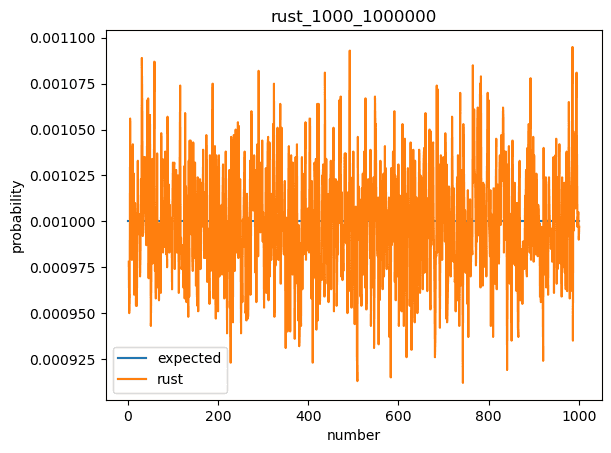 rust_1000_1000000
0.001100
0.001075
0.001050
0.001025
0.001000
0.000975
0.000950
0.000925
probability
expected
rust
0 200 400 600 800 1000
number